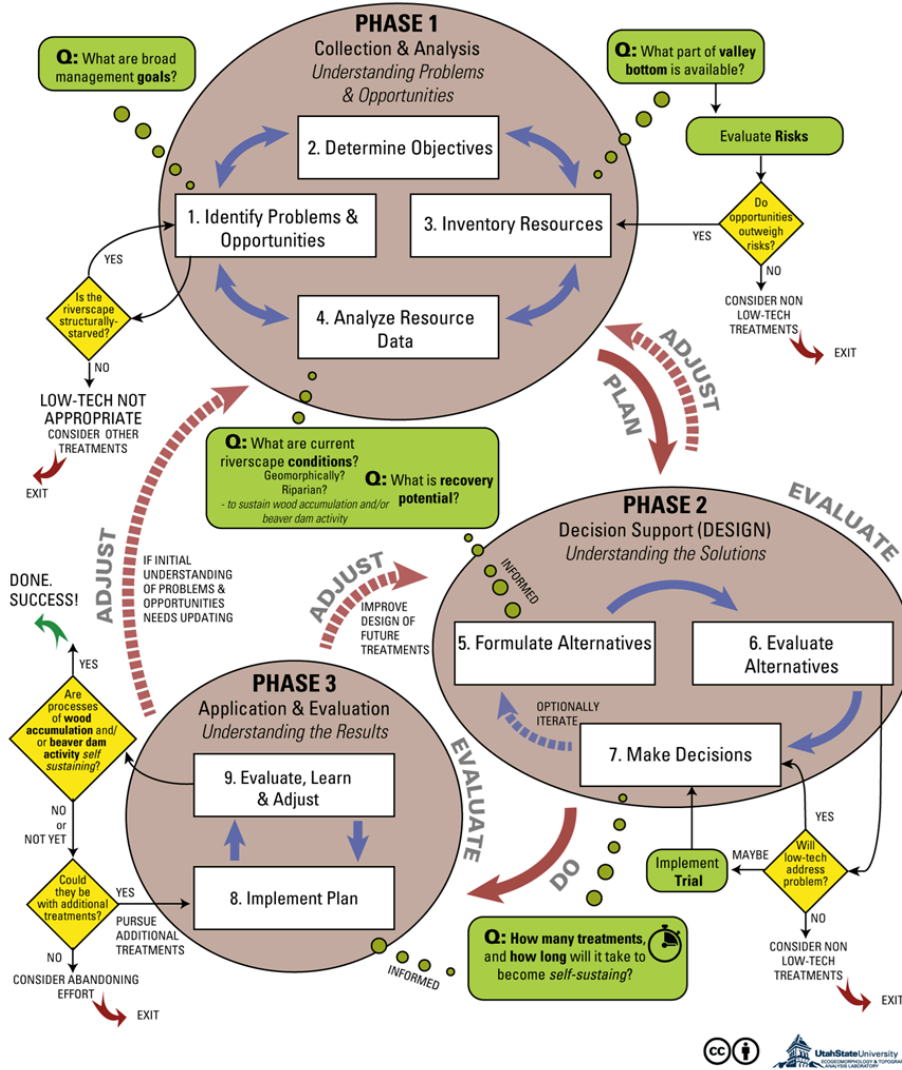 PHASE 1
Collection & Analysis
Understanding Problems
& Opportunities
Q: What are broad
management goals?
Q: What part of valley
bottom is available?
Evaluate Risks
Do
opportunities
outweigh
risks?
YES
NO
CONSIDER NON
LOW-TECH
TREATMENTS
EXIT
2. Determine Objectives
1. Identify Problems &
Opportunities
3. Inventory Resources
4. Analyze Resource
Data
YES
Is the
riverscape
structurally-
starved?
NO
LOW-TECH NOT
APPROPRIATE
CONSIDER OTHER
TREATMENTS
EXIT
ADJUST
PLAN
Q: What are current
riverscape conditions?
Geomorphically?
Riparian?
- to sustain wood accumulation and/or
beaver dam activity
Q: What is recovery
potential?
PHASE 2
Decision Support (DESIGN)
Understanding the Solutions
EVALUATE
INFORMED
5. Formulate Alternatives
6. Evaluate
Alternatives
OPTIONALLY
ITERATE
7. Make Decisions
YES
Will
low-tech
address
problem?
MAYBE
Implement
Trial
NO
CONSIDER NON
LOW-TECH
TREATMENTS
EXIT
ADJUST
IF INITIAL
UNDERSTANDING
OF PROBLEMS &
OPPORTUNITIES
NEEDS UPDATING
ADJUST
IMPROVE
DESIGN OF
FUTURE
TREATMENTS
DONE.
SUCCESS!
YES
Are
processes
of wood
accumulation and/
or beaver dam
activity self
sustaining?
NO
or
NOT YET
Could
they be
with additional
treatments?
YES
PURSUE
ADDITIONAL
TREATMENTS
NO
CONSIDER ABANDONING
EFFORT
EXIT
PHASE 3
Application & Evaluation
Understanding the Results
EVALUATE
9. Evaluate, Learn
& Adjust
8. Implement Plan
DO
INFORMED
Q: How many treatments,
and how long will it take to
become self-sustaing?
cc
UtahStateUniversity
ECOGEOMORPHOLOGY & TOPOGRAPHIC
ANALYSIS LABORATORY